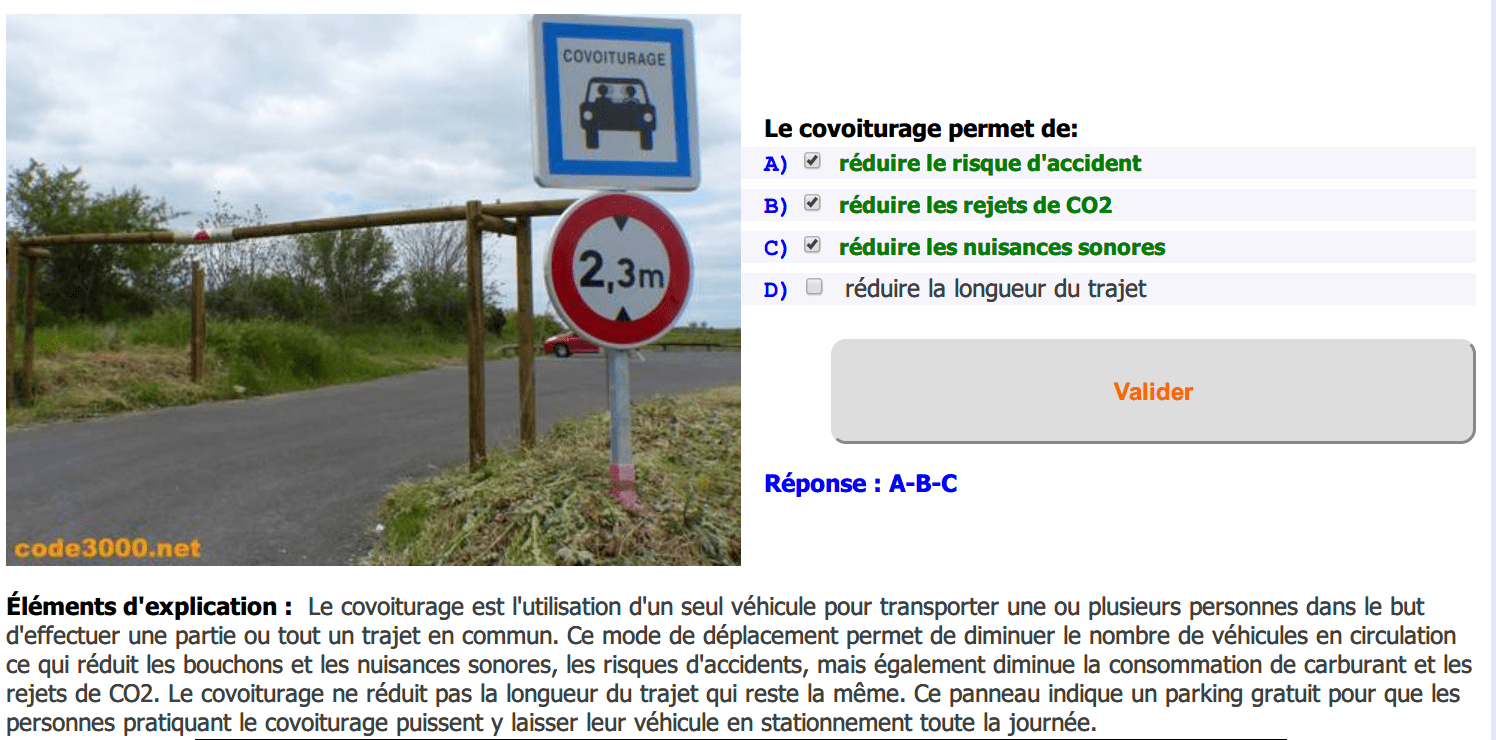 COVOITURAGE
2,3m
code3000.net
Le covoiturage permet de:
A) réduire le risque d'accident
B) réduire les rejets de CO2
C) réduire les nuisances sonores
D) réduire la longueur du trajet
Valider
Réponse : A-B-C
Éléments d'explication : Le covoiturage est l'utilisation d'un seul véhicule pour transporter une ou plusieurs personnes dans le but
d'effectuer une partie ou tout un trajet en commun. Ce mode de déplacement permet de diminuer le nombre de véhicules en circulation
ce qui réduit les bouchons et les nuisances sonores, les risques d'accidents, mais également diminue la consommation de carburant et les
rejets de CO2. Le covoiturage ne réduit pas la longueur du trajet qui reste la même. Ce panneau indique un parking gratuit pour que les
personnes pratiquant le covoiturage puissent y laisser leur véhicule en stationnement toute la journée.